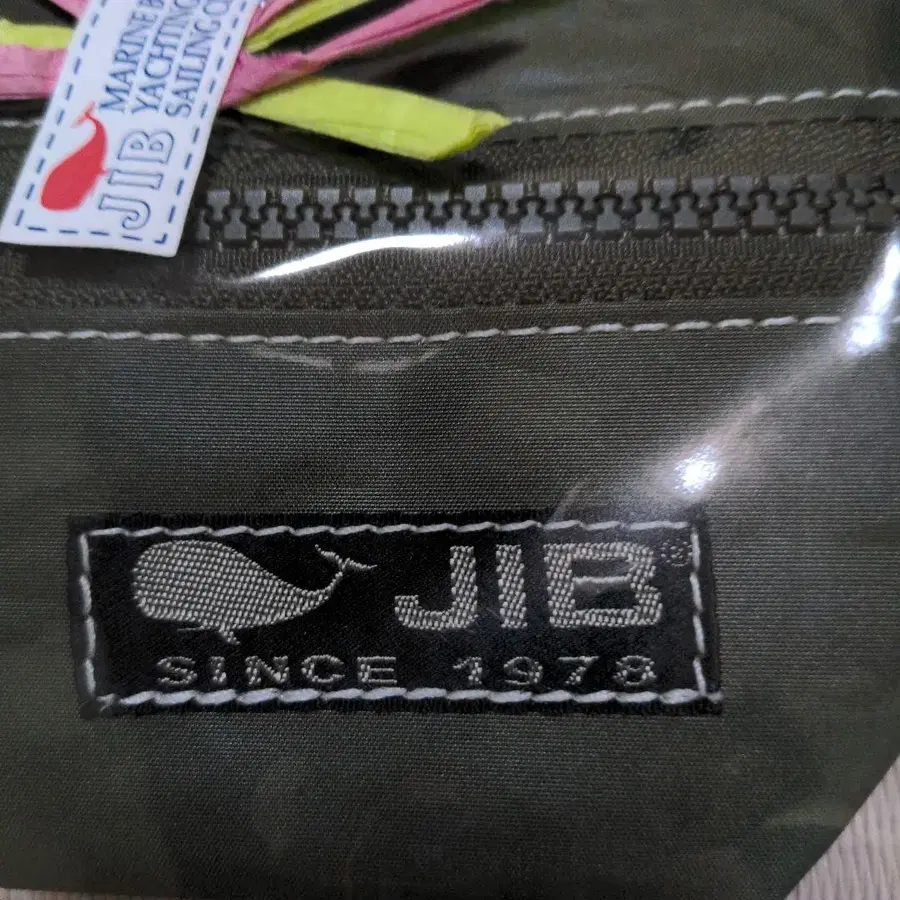 MARINE B
YACHTING
SAILING C
JIB
JIB®
SINCE 1978